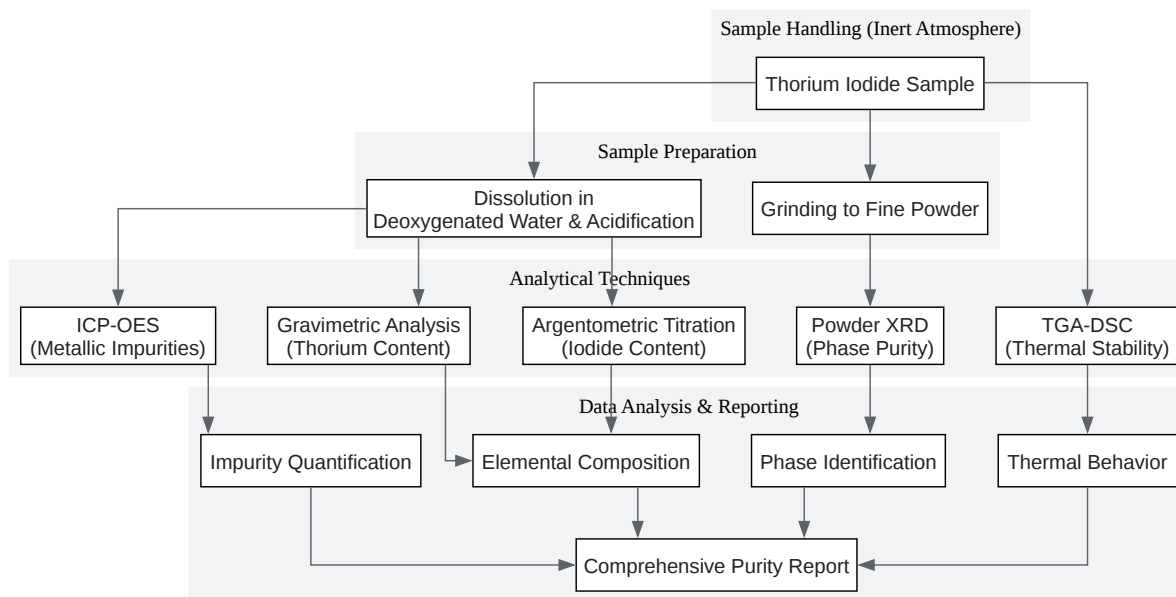 Sample Handling (Inert Atmosphere)
Thorium Iodide Sample
Sample Preparation
Dissolution in
Deoxygenated Water & Acidification
Grinding to Fine Powder
Analytical Techniques
ICP-OES
(Metallic Impurities)
Gravimetric Analysis
(Thorium Content)
Argentometric Titration
(Iodide Content)
Powder XRD
(Phase Purity)
TGA-DSC
(Thermal Stability)
Data Analysis & Reporting
Impurity Quantification
Elemental Composition
Phase Identification
Thermal Behavior
Comprehensive Purity Report